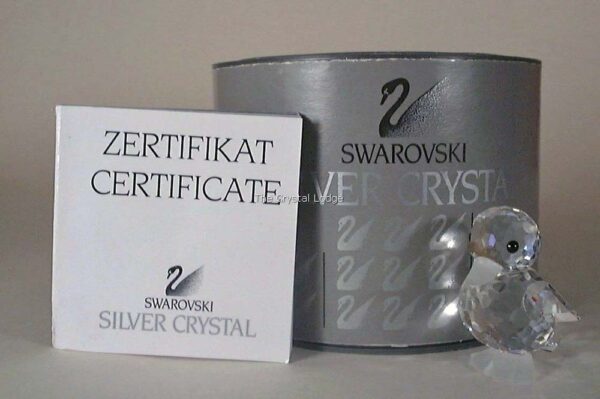 ZERTIFIKAT
CERTIFICATE
SWAROVSKI
SILVER CRYSTAL
SWAROVSKI
VER CRYSTA
The Crystal Lodge